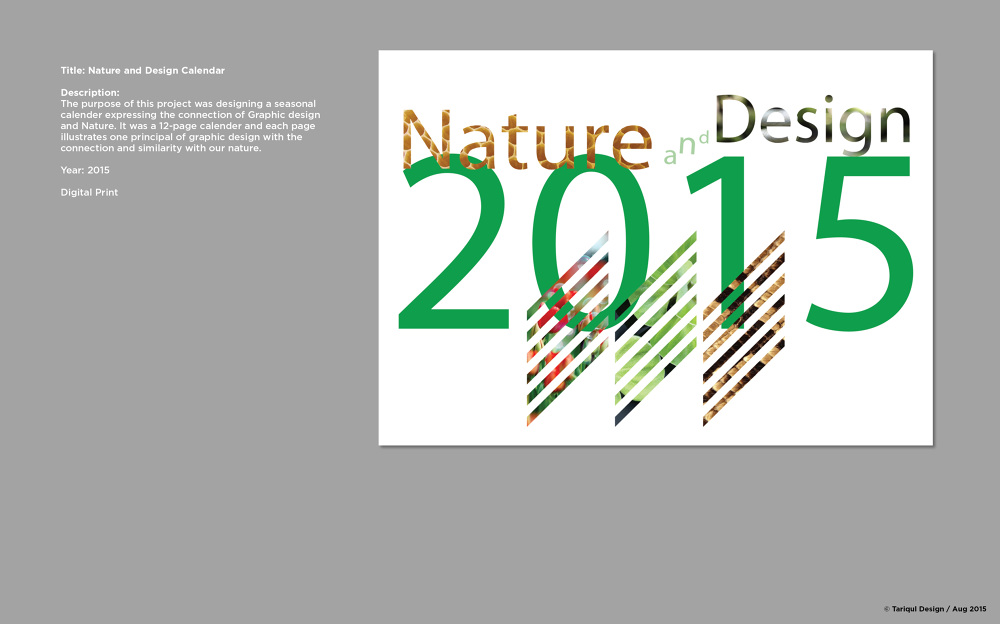 Title: Nature and Design Calendar
Description:
The purpose of this project was designing a seasonal
calender expressing the connection of Graphic design
and Nature. It was a 12-page calender and each page
illustrates one principal of graphic design with the
connection and similarity with our nature.
Year: 2015
Digital Print
Nature and Design
2015
© Tariqul Design / Aug 2015